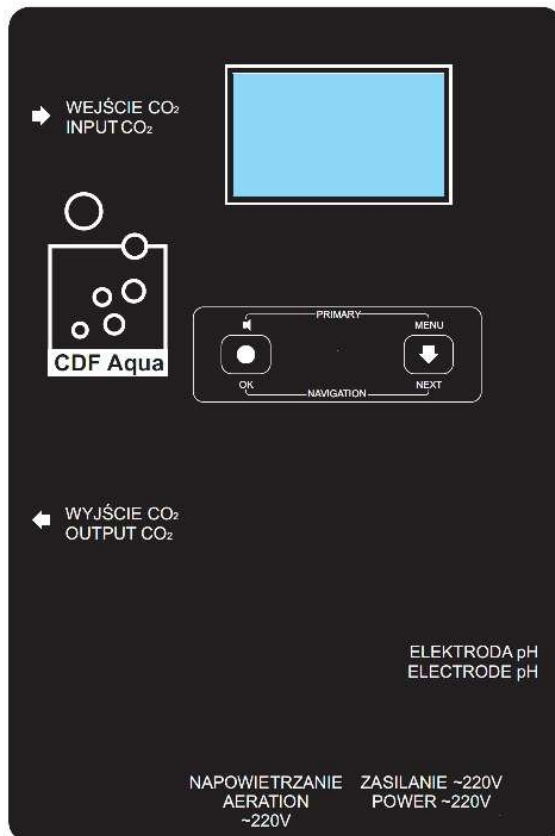 WEJŚCIE CO₂
INPUT CO₂
CDF Aqua
PRIMARY
MENU
OK
NEXT
NAVIGATION
WYJŚCIE CO₂
OUTPUT CO₂
ELEKTRODA pH
ELECTRODE pH
NAPOWIETRZANIE
AERATION
~220V
ZASILANIE ~220V
POWER ~220V